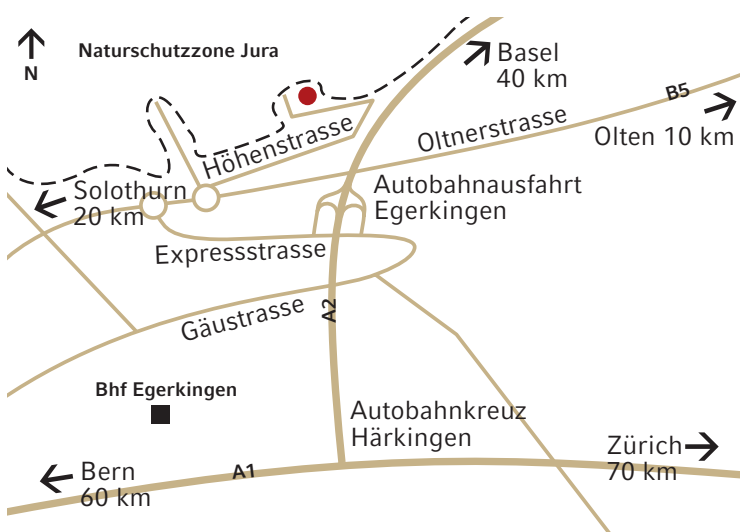 Naturschutzzone Jura
N
Basel
40 km
B5
Olten 10 km
Oltnerstrasse
Höhenstrasse
Solothurn
20 km
Autobahnausfahrt
Egerkingen
Expressstrasse
Gäustrasse
A2
Bhf Egerkingen
Autobahnkreuz
Härkingen
Zürich
70 km
A1
Bern
60 km